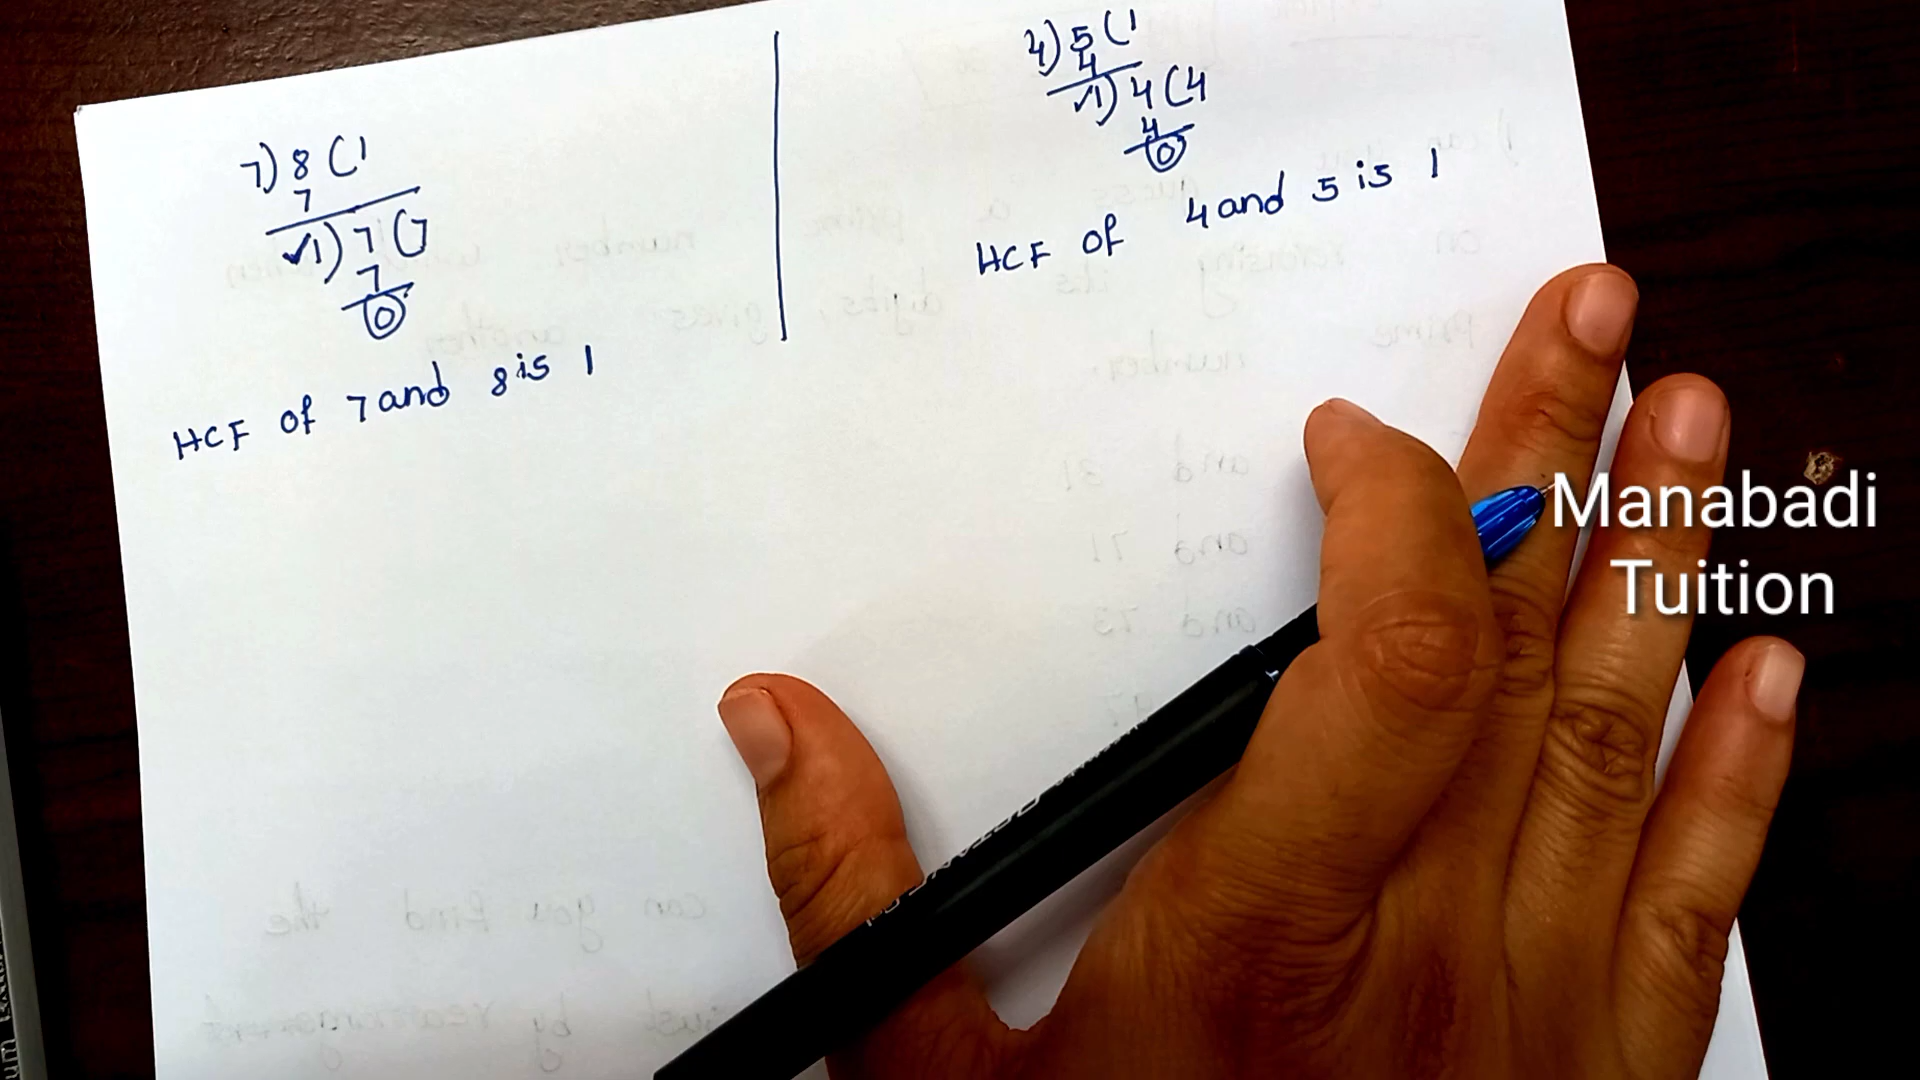 7) 8 (1
7
✓1) 7 (7
7
0
HCF of 7 and 8 is 1
4) 5 (1
4
✓1) 4 (4
4
0
HCF of 4 and 5 is 1
Manabadi
Tuition